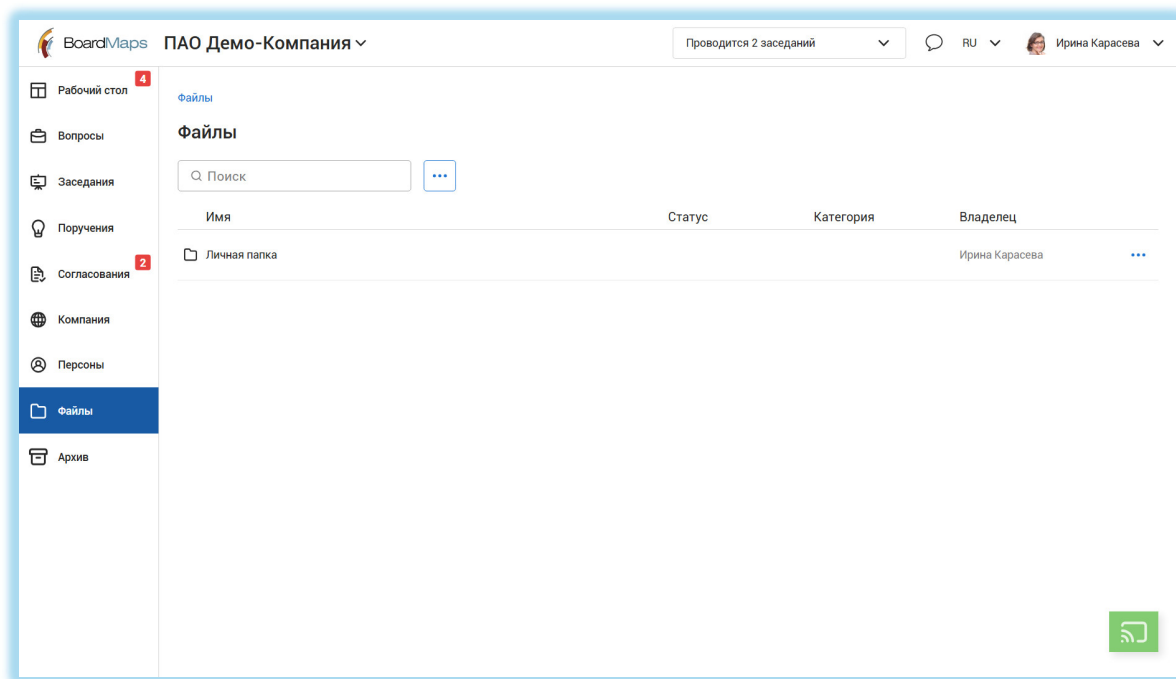 BoardMaps ПАО Демо-Компания Проводится 2 заседаний RU Ирина Карасева
Рабочий стол 4
Вопросы
Заседания
Поручения
Согласования 2
Компания
Персоны
Файлы
Архив
Файлы
Файлы
Поиск
Имя Статус Категория Владелец
Личная папка Ирина Карасева